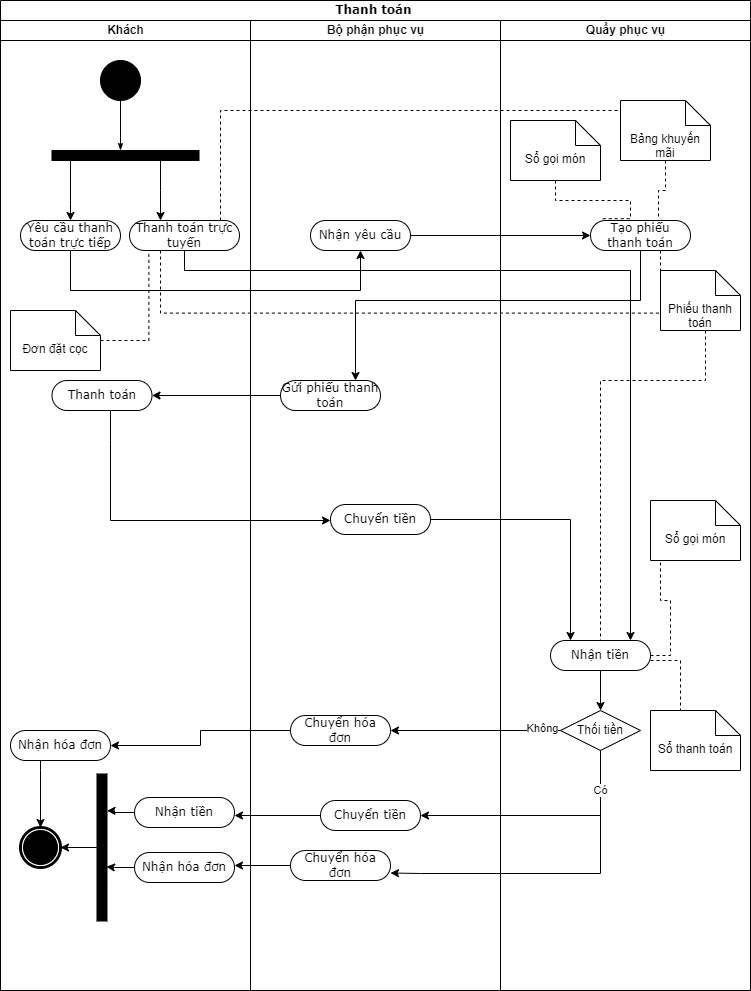 Thanh toán
Khách
Bộ phận phục vụ
Quầy phục vụ
Bảng khuyến
mãi
Sổ gọi món
Yêu cầu thanh
toán trực tiếp
Thanh toán trực
tuyến
Nhận yêu cầu
Tạo phiếu
thanh toán
Phiếu thanh
toán
Đơn đặt cọc
Thanh toán
Gửi phiếu thanh
toán
Chuyển tiền
Sổ gọi món
Nhận tiền
Nhận hóa đơn
Chuyển hóa
đơn
Không
Thối tiền
Sổ thanh toán
Có
Nhận tiền
Chuyển tiền
Nhận hóa đơn
Chuyển hóa
đơn